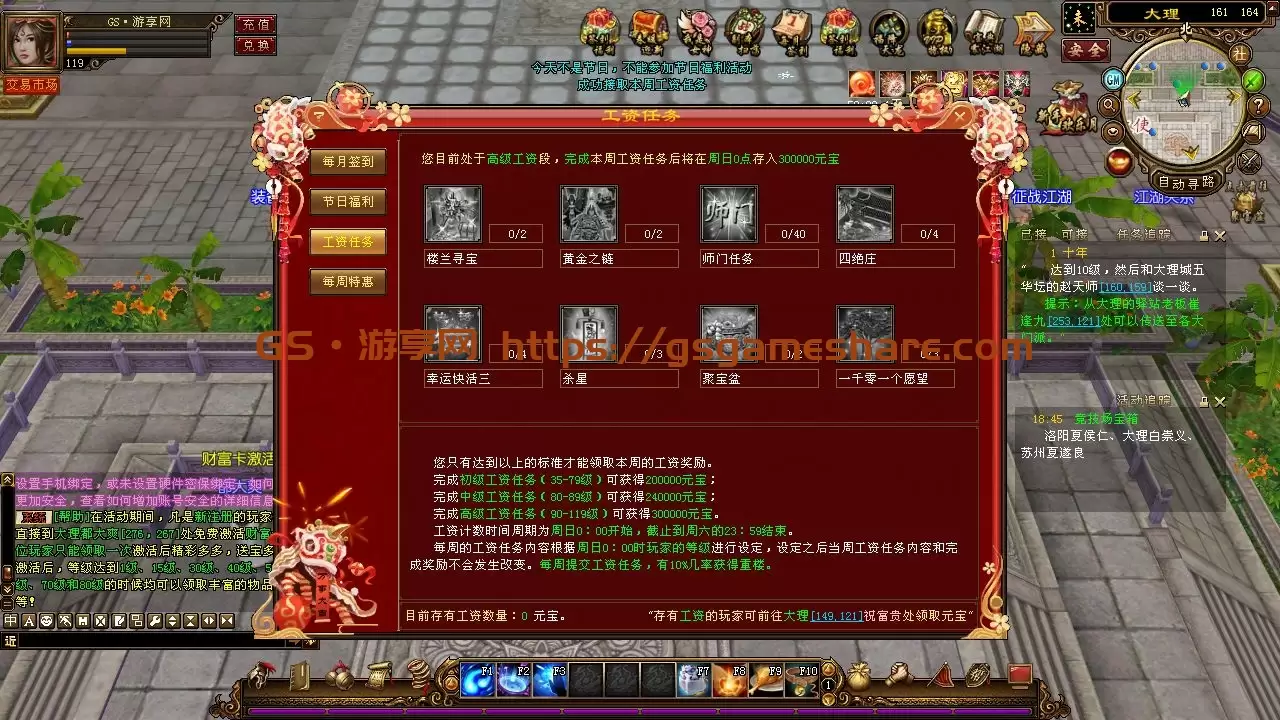 GS·游享网
充值
兑换
119
交易市场
大理
161 164
北
安全
GM
社
自动寻路
今天不是节日，不能参加节日福利活动
成功接取本周工资任务
工资任务
每月签到
节日福利
工资任务
每周特惠
您目前处于高级工资段，完成本周工资任务后将在周日0点存入300000元宝
0/2
0/2
0/40
0/4
楼兰寻宝
黄金之链
师门任务
四绝庄
幸运快活三
杀星
聚宝盆
一千零一个愿望
GS·游享网 https://gsgameshare.com
您只有达到以上的标准才能领取本周的工资奖励。
完成初级工资任务（35-79级）可获得200000元宝；
完成中级工资任务（80-89级）可获得240000元宝；
完成高级工资任务（90-119级）可获得300000元宝。
工资计数时间周期为周日0：00开始，截止到周六的23：59结束。
每周的工资任务内容根据周日0：00时玩家的等级进行设定，设定之后当周工资任务内容和完
成奖励不会发生改变。每周提交工资任务，有10%几率获得重楼。
目前存有工资数量：0 元宝。
“存有工资的玩家可前往大理[149,121]祝富贵处领取元宝“
征战江湖
已接 可接 任务追踪
1 十年
“ 达到10级，然后和大理城五
华坛的赵天师[160,159]谈一谈。
提示：从大理的驿站老板崔
逢九[253,121]处可以传送至各大
门派。
活动追踪
18:45 竞技场宝箱
洛阳夏侯仁、大理白崇义、
苏州夏遂良
财富卡激活
设置手机绑定，或未设置硬件密保绑定，如何
更加安全，查看如何增加账号安全的详细信息
[帮助]在活动期间，凡是新注册的玩家
直接到大理都大爽[276，267]处免费激活财富
位玩家只能领取一次激活后精彩多多，送宝多
激活后，等级达到1级、15级、30级、40级、5
级、70级和80级的时候均可以领取丰富的物品
等！
近
F1 F2 F3 F7 F8 F9 F10